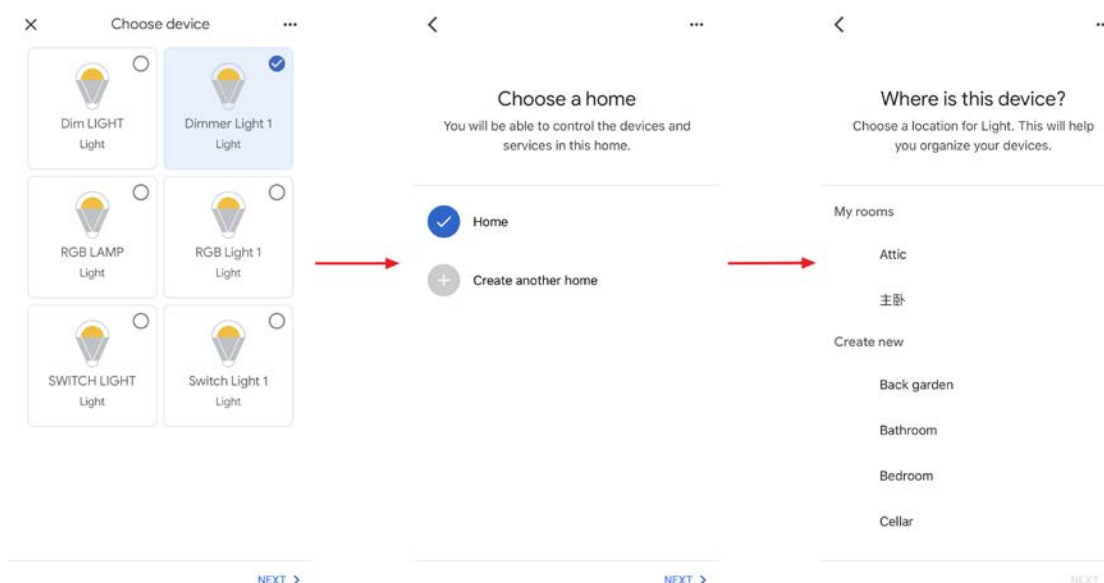 Choose device
Dim LIGHT
Light
Dimmer Light 1
Light
RGB LAMP
Light
RGB Light 1
Light
SWITCH LIGHT
Light
Switch Light 1
Light
NEXT
Choose a home
You will be able to control the devices and
services in this home.
Home
Create another home
NEXT
Where is this device?
Choose a location for Light. This will help
you organize your devices.
My rooms
Attic
主卧
Create new
Back garden
Bathroom
Bedroom
Cellar
NEXT